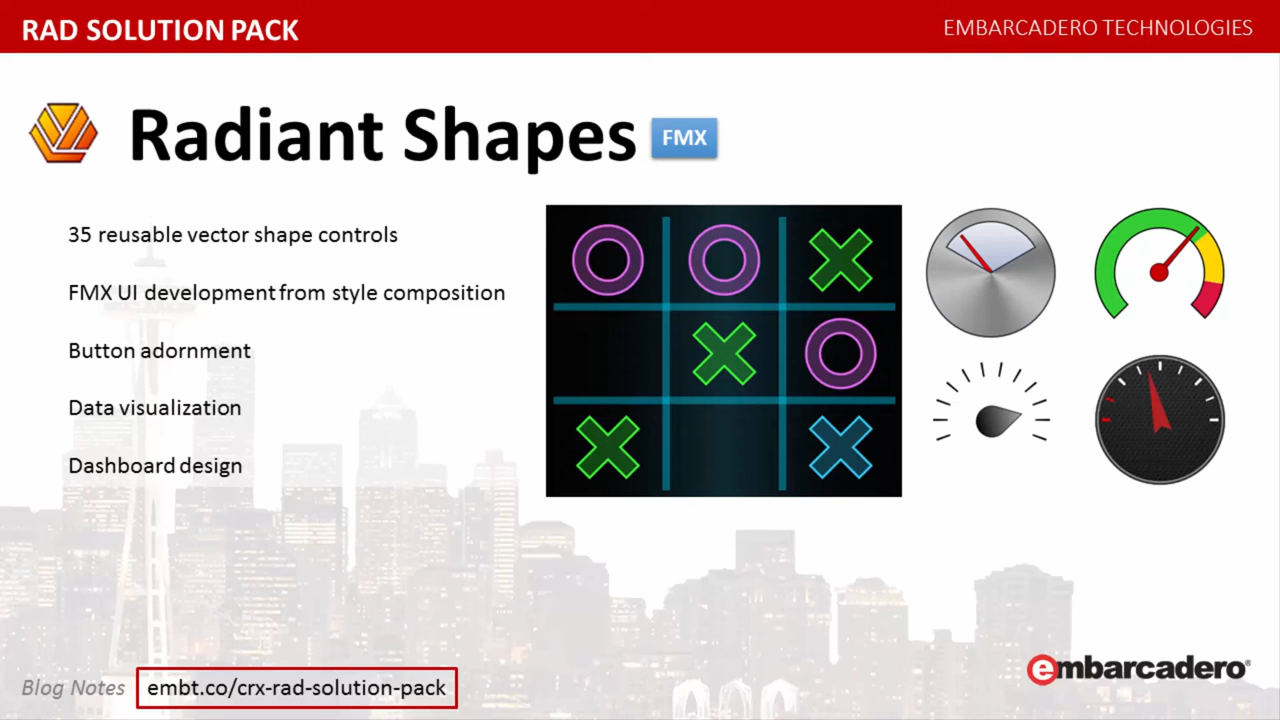 RAD SOLUTION PACK
EMBARCADERO TECHNOLOGIES
Radiant Shapes
FMX
35 reusable vector shape controls
FMX UI development from style composition
Button adornment
Data visualization
Dashboard design
Blog Notes
embt.co/crx-rad-solution-pack
embarcadero®